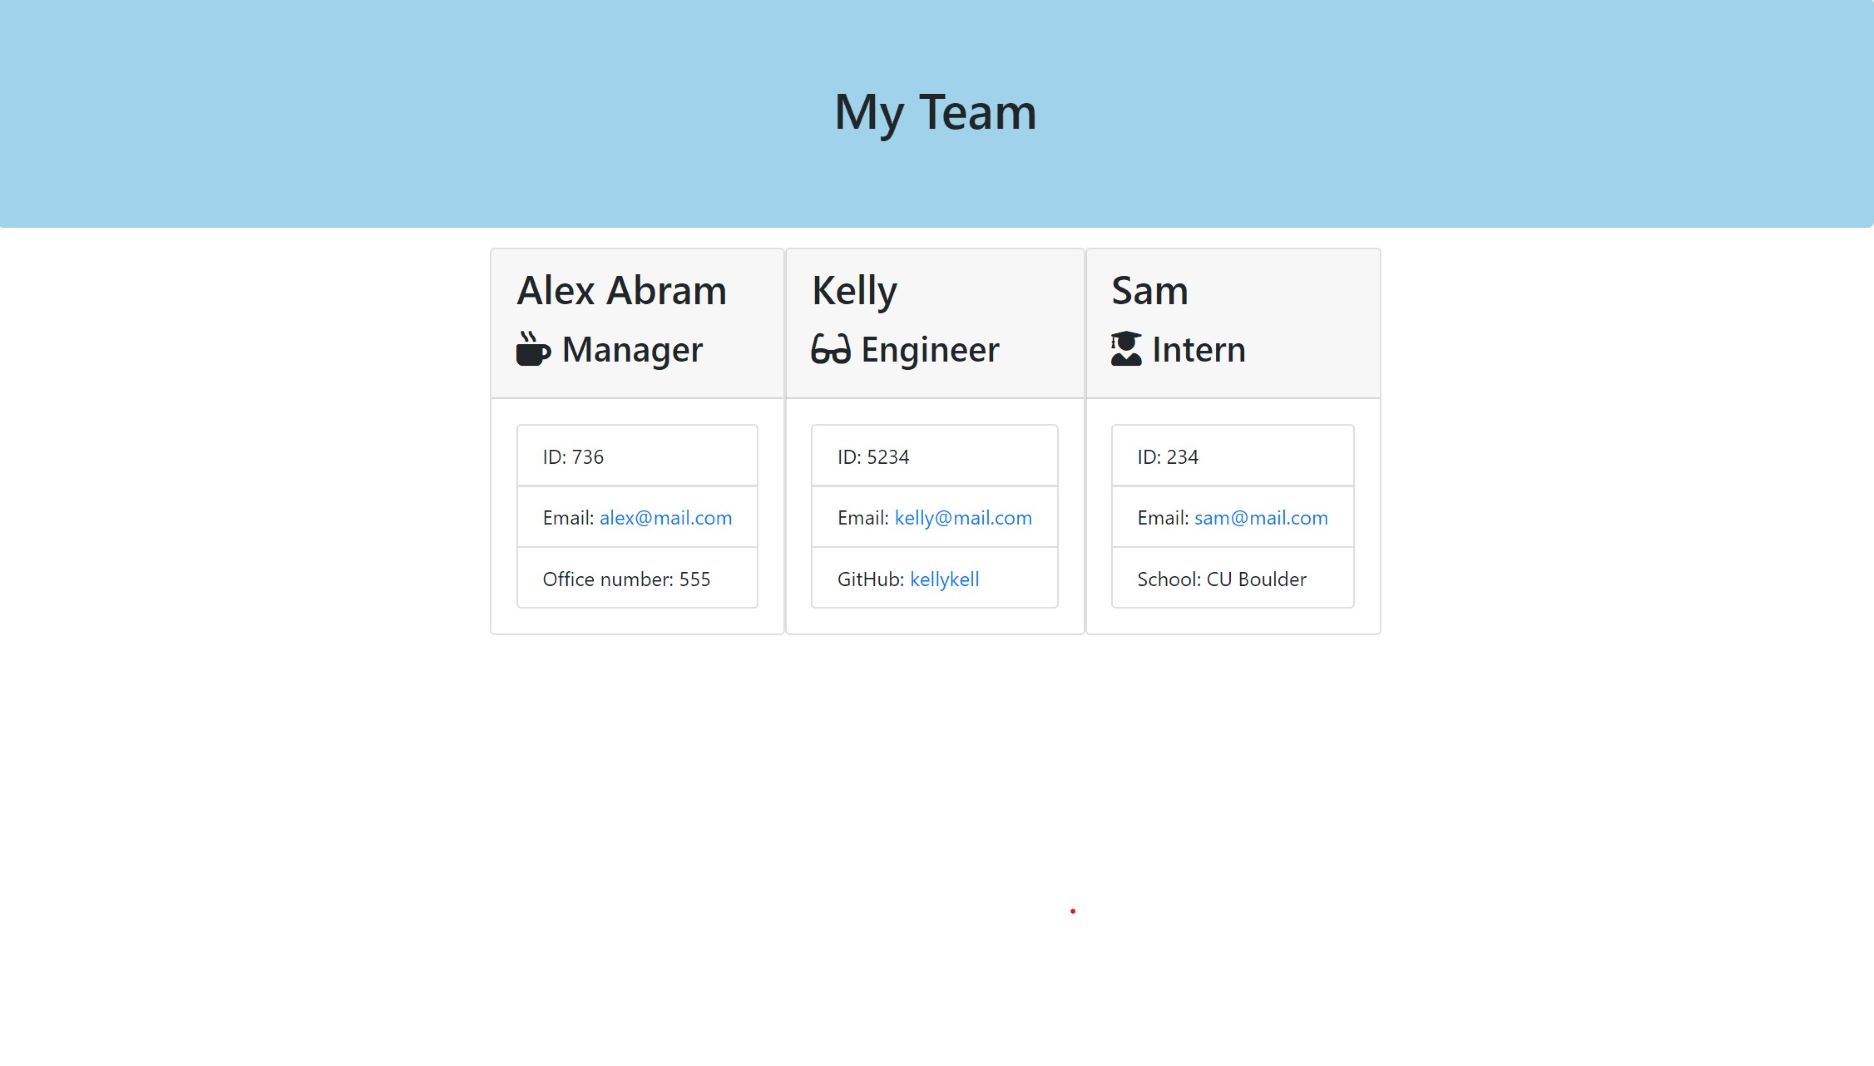 My Team
Alex Abram
Manager
ID: 736
Email: alex@mail.com
Office number: 555
Kelly
Engineer
ID: 5234
Email: kelly@mail.com
GitHub: kellykell
Sam
Intern
ID: 234
Email: sam@mail.com
School: CU Boulder